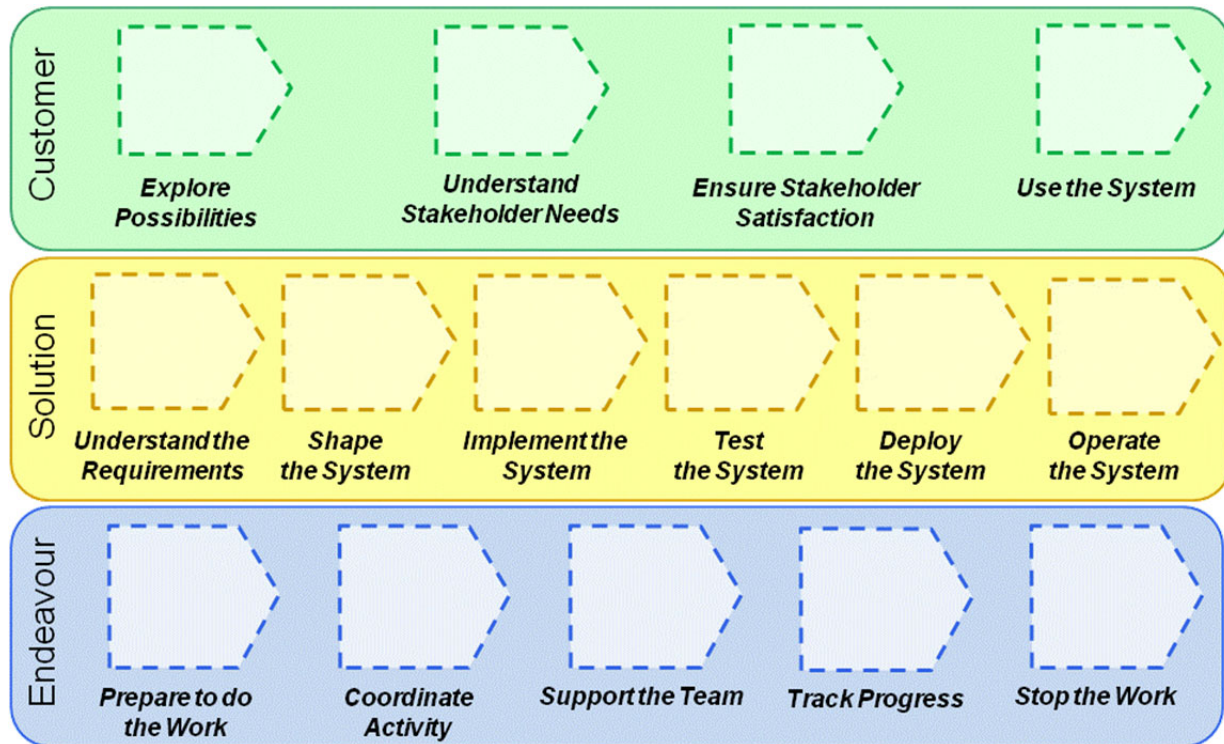 Customer
Explore
Possibilities
Understand
Stakeholder Needs
Ensure Stakeholder
Satisfaction
Use the System
Solution
Understand the
Requirements
Shape
the System
Implement the
System
Test
the System
Deploy
the System
Operate
the System
Endeavour
Prepare to do
the Work
Coordinate
Activity
Support the Team
Track Progress
Stop the Work